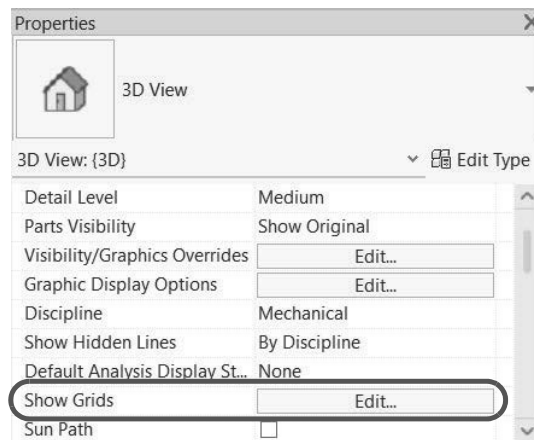 Properties
3D View
3D View: {3D} Edit Type
Detail Level Medium
Parts Visibility Show Original
Visibility/Graphics Overrides Edit...
Graphic Display Options Edit...
Discipline Mechanical
Show Hidden Lines By Discipline
Default Analysis Display St... None
Show Grids Edit...
Sun Path